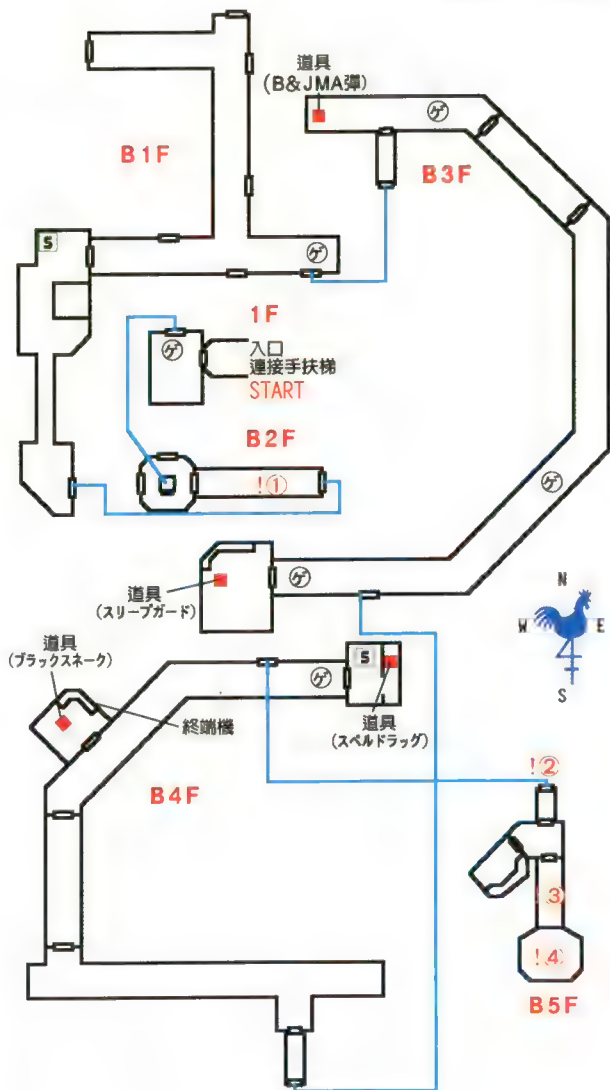 道具
(B&JMA彈)
ゲ
B1F
B3F
S
ゲ
1F
ゲ
入口
連接手扶梯
START
B2F
!①
ゲ
ゲ
道具
(スリープガード)
N
W E
S
道具
(ブラックスネーク)
S
ゲ
終端機
道具
(スペルドラッグ)
!②
B4F
!③
!④
B5F